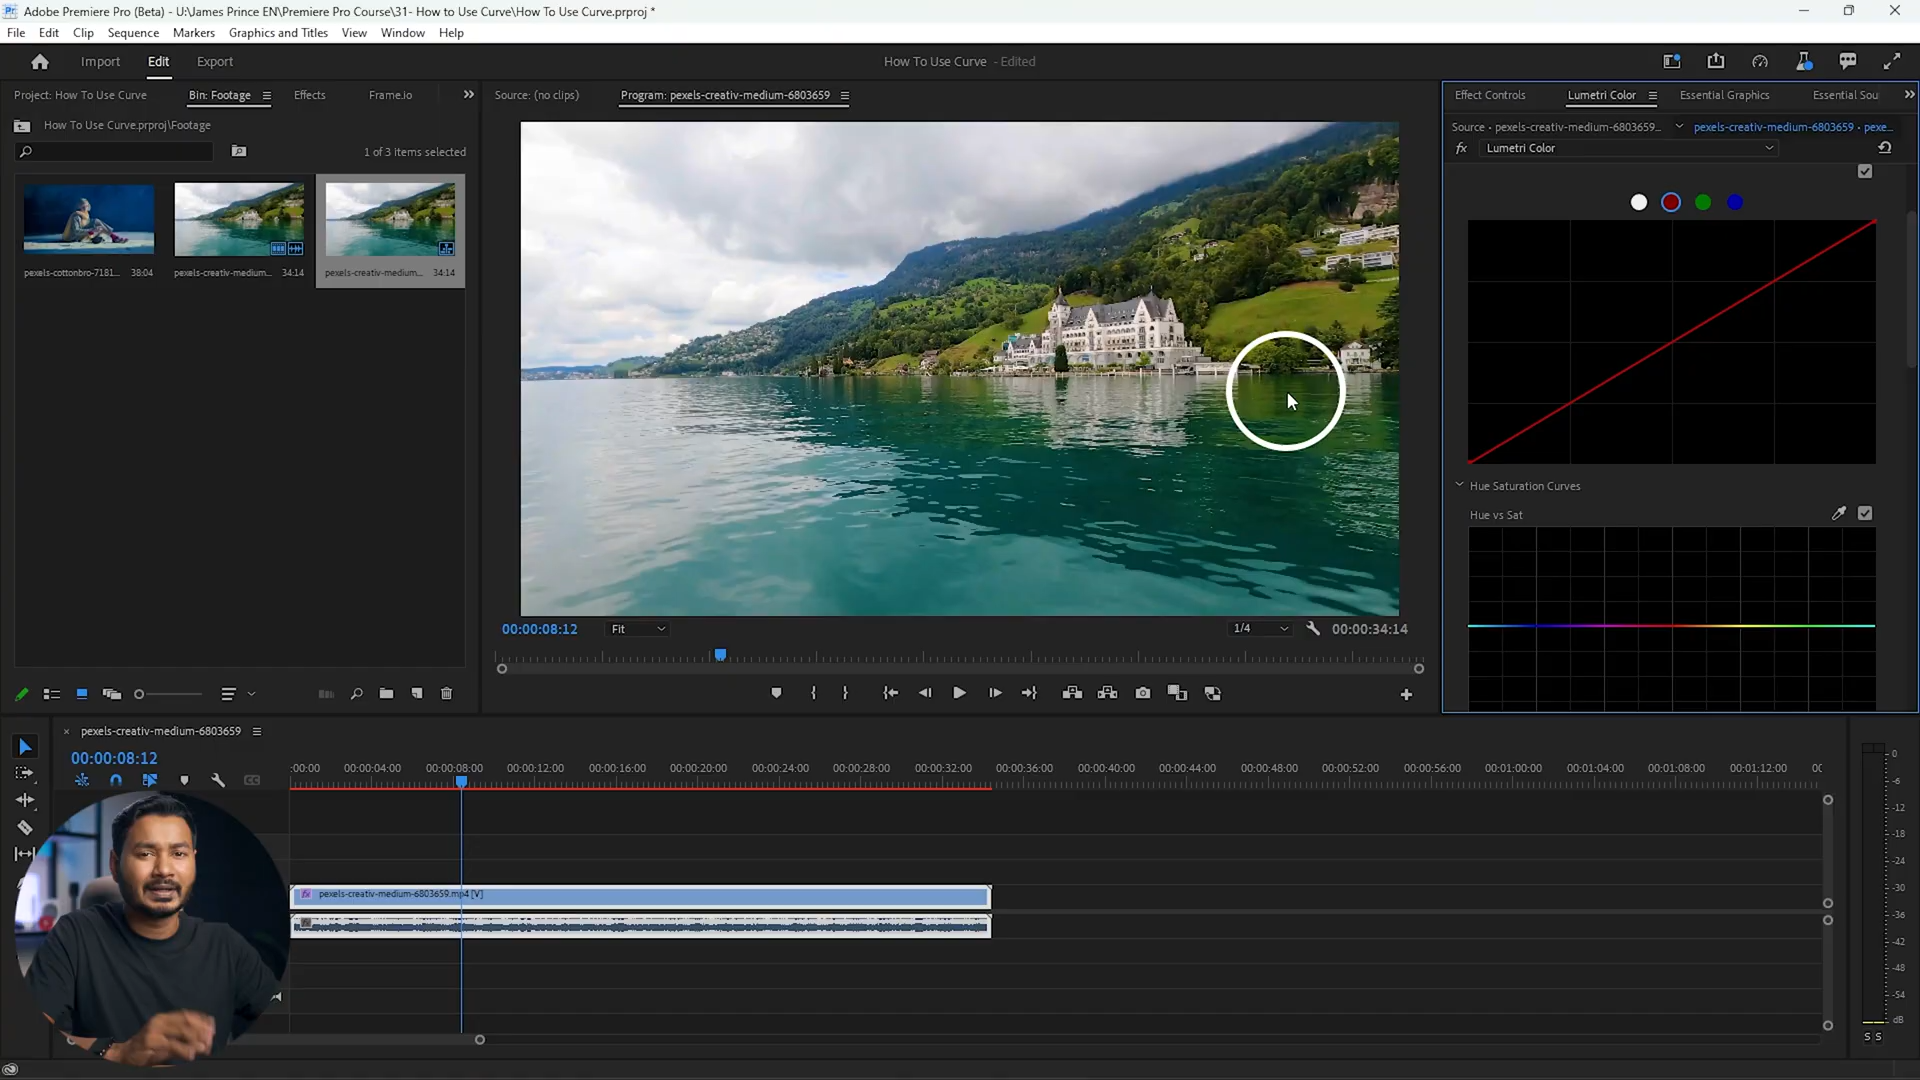 Pr Adobe Premiere Pro (Beta) - U:\James Prince EN\Premiere Pro Course\31- How to Use Curve\How To Use Curve.prproj *
File Edit Clip Sequence Markers Graphics and Titles View Window Help
Import Edit Export
How To Use Curve - Edited
Project: How To Use Curve Bin: Footage Effects Frame.io
Source: (no clips) Program: pexels-creativ-medium-6803659
Effect Controls Lumetri Color Essential Graphics Essential Sou
How To Use Curve.prproj\Footage
Source • pexels-creativ-medium-6803659... pexels-creativ-medium-6803659 • pexe...
fx Lumetri Color
1 of 3 items selected
pexels-cottonbro-7181... 38:04 pexels-creativ-medium... 34:14 pexels-creativ-medium... 34:14
Hue Saturation Curves
Hue vs Sat
00:00:08:12 Fit 1/4 00:00:34:14
pexels-creativ-medium-6803659
00:00:08:12
:00:00 00:00:04:00 00:00:08:00 00:00:12:00 00:00:16:00 00:00:20:00 00:00:24:00 00:00:28:00 00:00:32:00 00:00:36:00 00:00:40:00 00:00:44:00 00:00:48:00 00:00:52:00 00:00:56:00 00:01:00:00 00:01:04:00 00:01:08:00 00:01:12:00 00
fx pexels-creativ-medium-6803659.mp4 [V]
0
-6
-12
-18
-24
-30
-36
-42
-48
-54
dB
S S